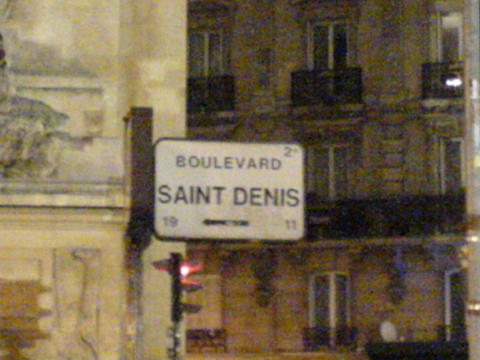 2e
BOULEVARD
SAINT DENIS
19 11